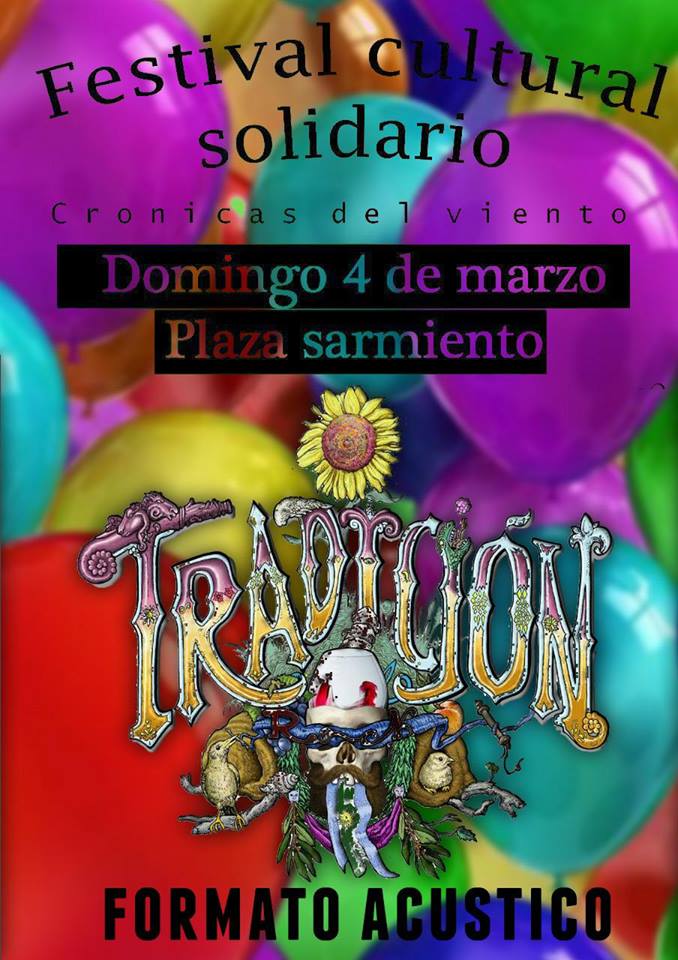 Festival cultural
solidario
Cronicas del viento
Domingo 4 de marzo
Plaza sarmiento
TRADICIÓN
FORMATO ACUSTICO